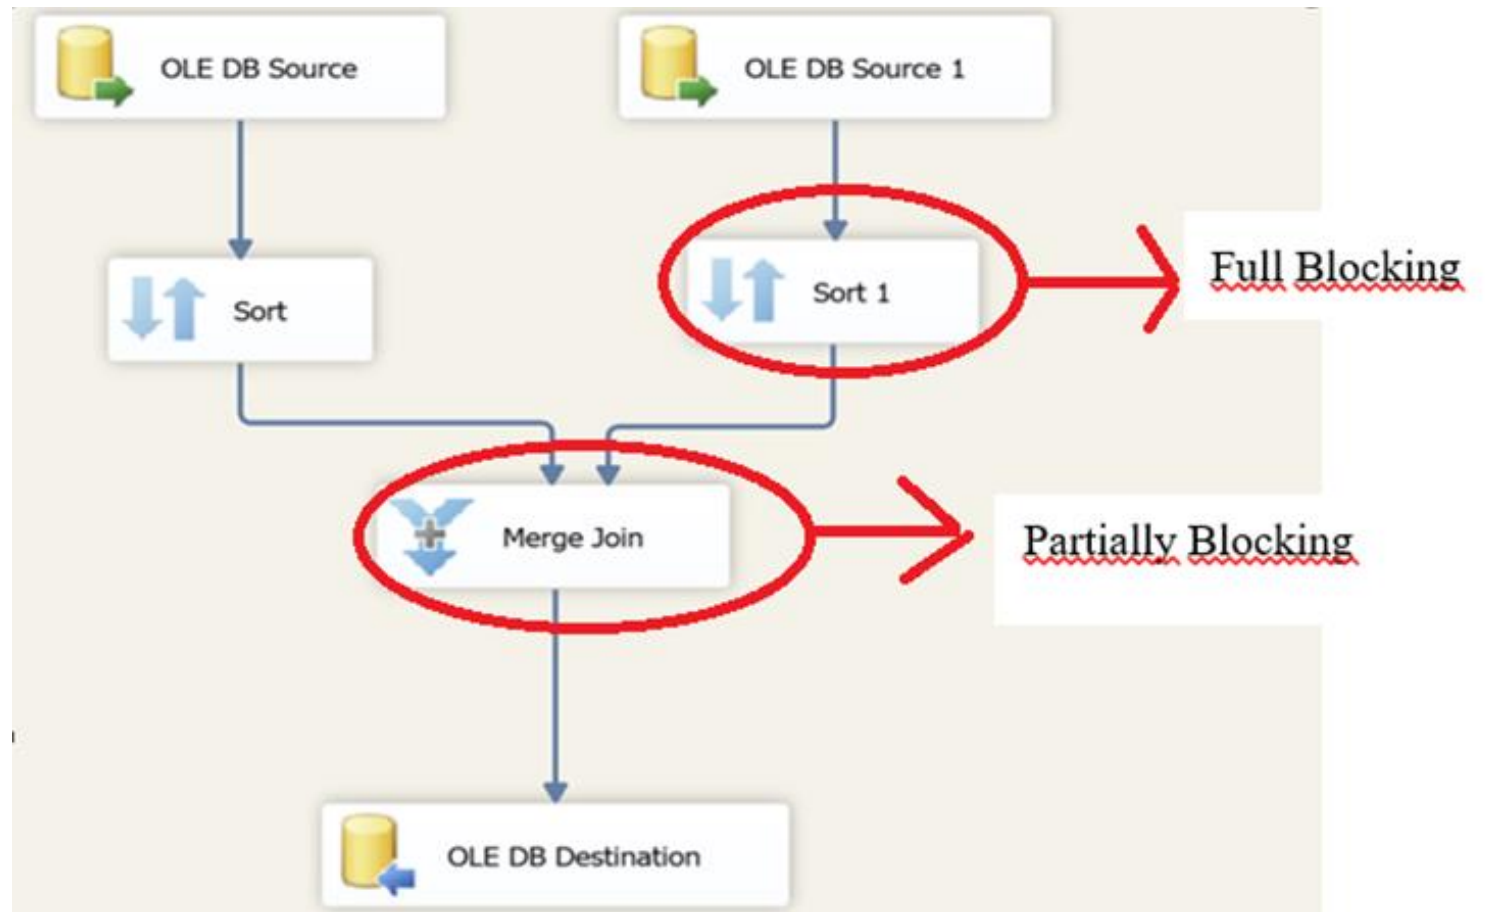 OLE DB Source
OLE DB Source 1
Sort
Sort 1
Full Blocking
Merge Join
Partially Blocking
OLE DB Destination